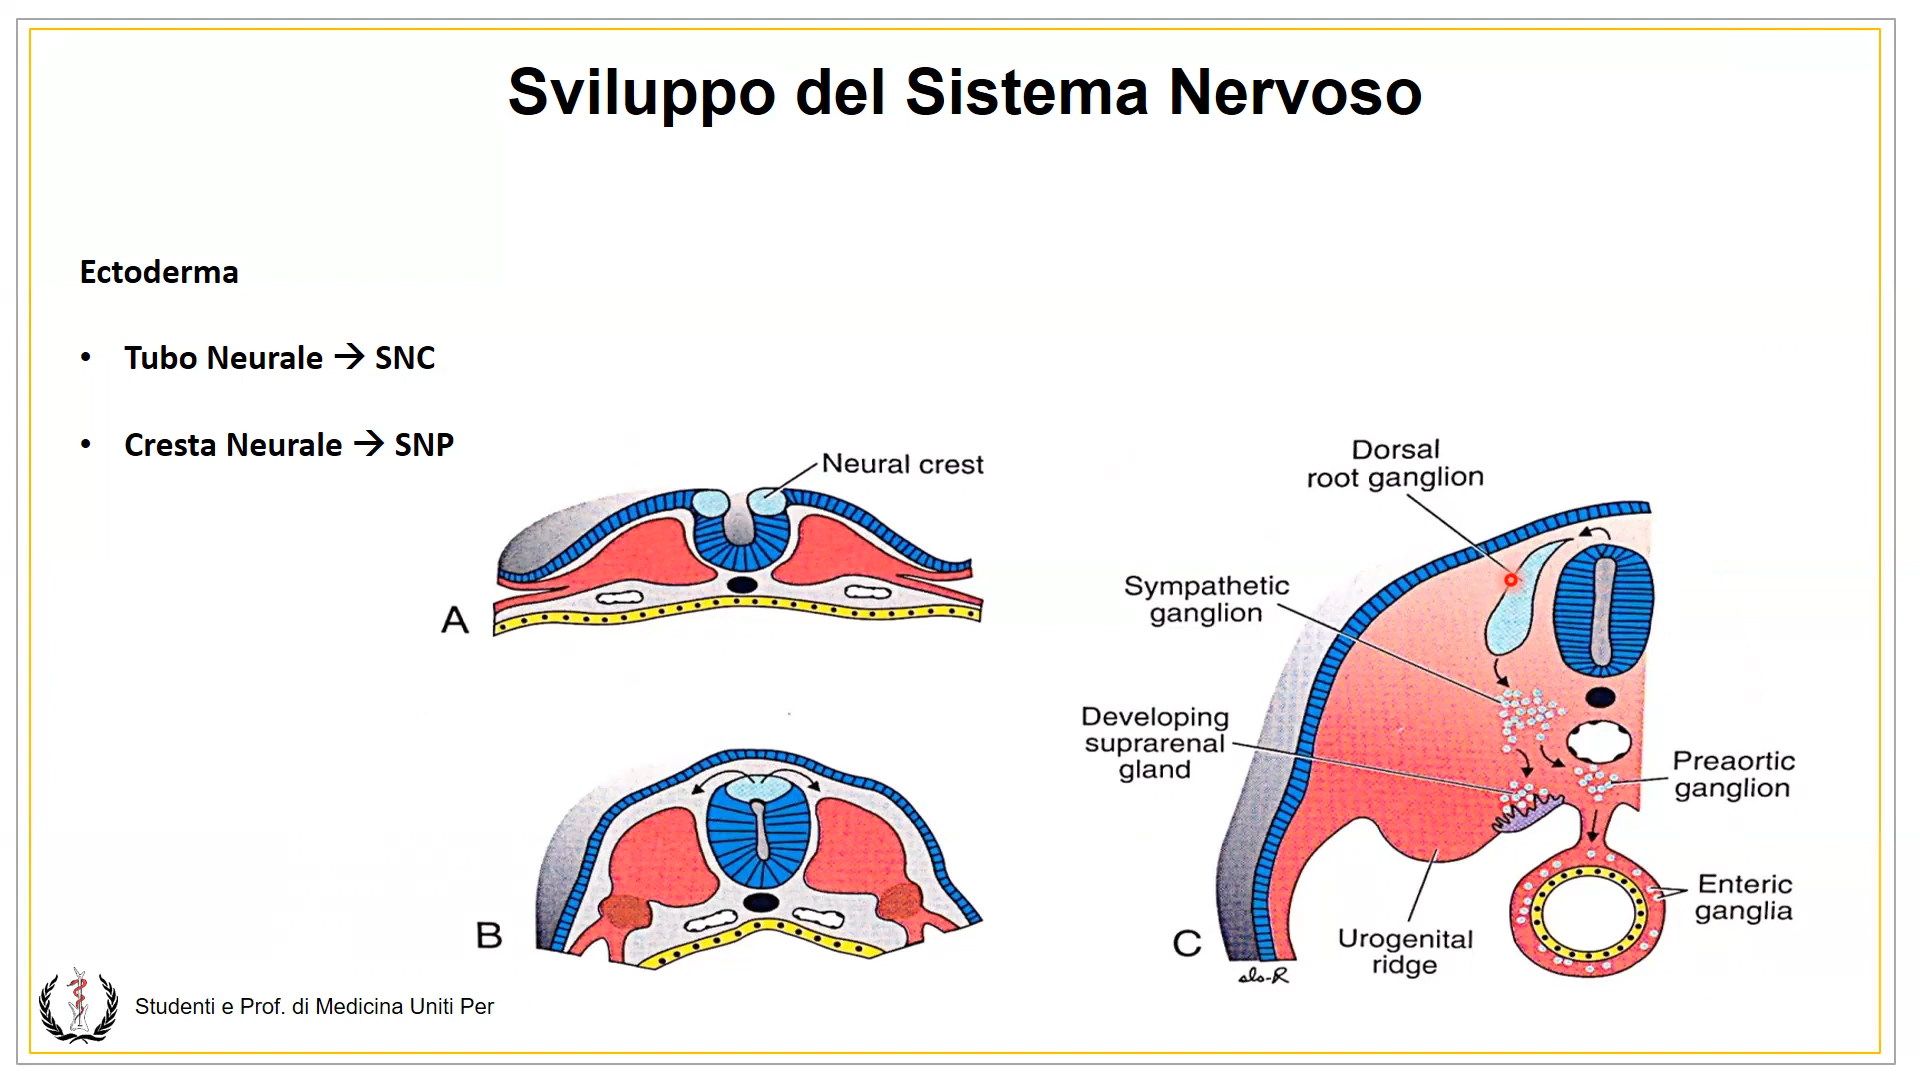 Sviluppo del Sistema Nervoso
Ectoderma
• Tubo Neurale → SNC
• Cresta Neurale → SNP
Neural crest
A
B
Dorsal
root ganglion
Sympathetic
ganglion
Developing
suprarenal
gland
Preaortic
ganglion
Enteric
ganglia
Urogenital
ridge
C
sls-R
Studenti e Prof. di Medicina Uniti Per